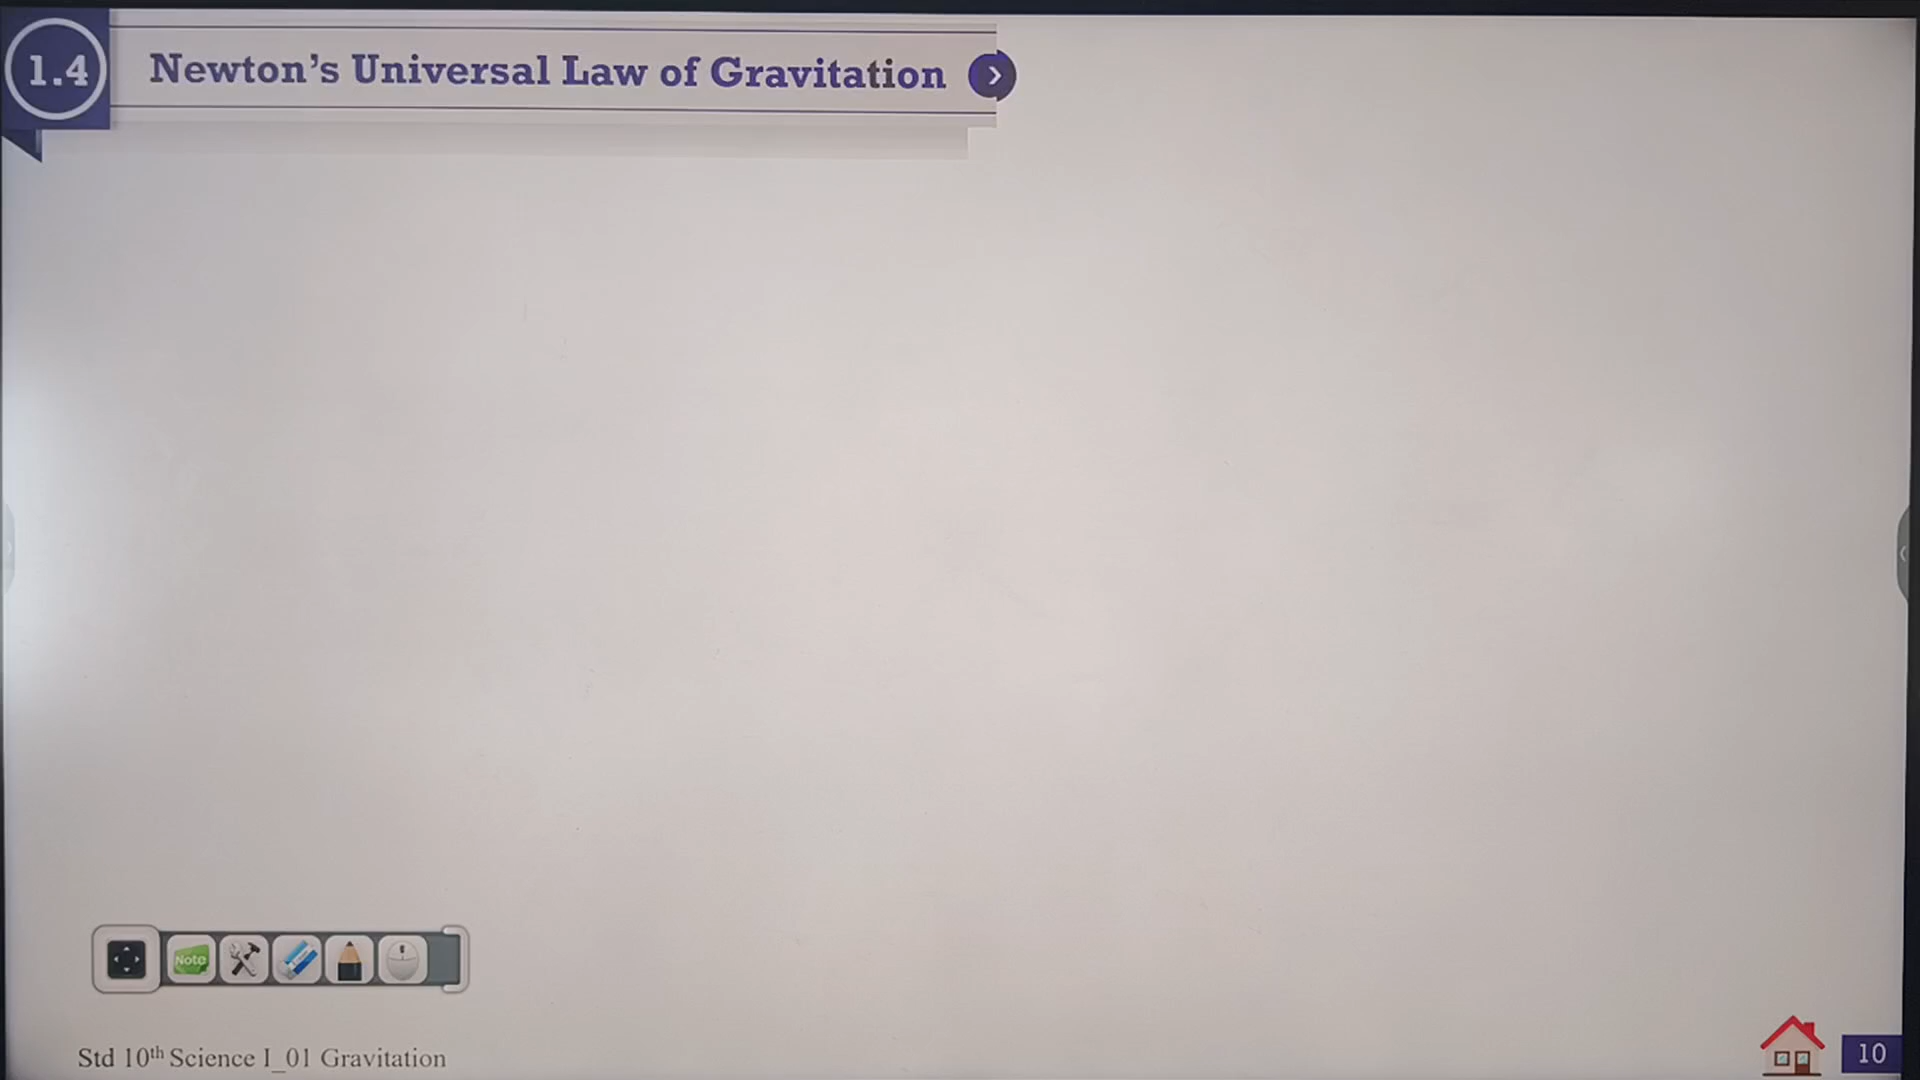 1.4 Newton's Universal Law of Gravitation
Note
Std 10th Science I_01 Gravitation
10